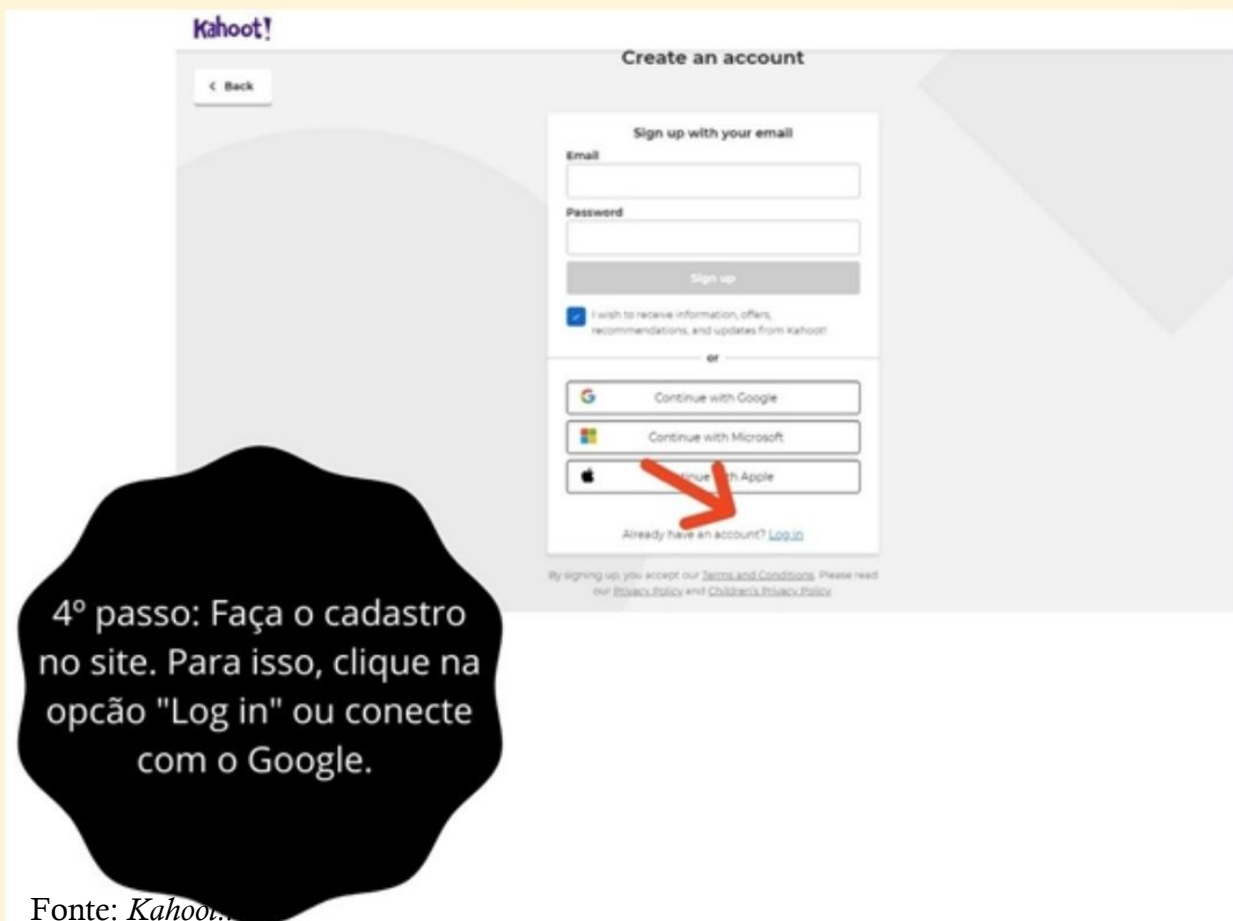 Kahoot!
Create an account
< Back
Sign up with your email
Email
Password
Sign up
I wish to receive information, offers,
recommendations, and updates from Kahoot!
or
Continue with Google
Continue with Microsoft
with Apple
Already have an account? Log in
By signing up, you accept our Terms and Conditions. Please read
our Privacy Policy and Children's Privacy Policy.
4º passo: Faça o cadastro
no site. Para isso, clique na
opcão "Log in" ou conecte
com o Google.
Fonte: Kahoot!